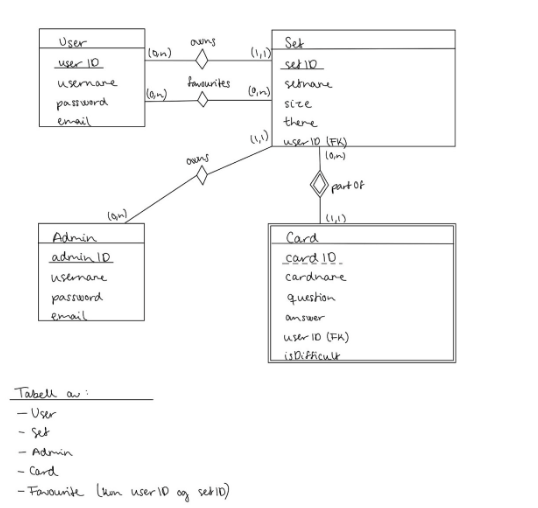 User
user ID
username
password
email
(0,n)
owns
(1,1)
(0,n)
favourites
(0,n)
Set
set ID
setname
size
theme
user ID (FK)
(1,1)
owns
(0,n)
(0,n)
part of
(1,1)
Admin
admin ID
username
password
email
Card
card ID
cardname
question
answer
user ID (FK)
isDifficult
Tabell av:
- User
- Set
- Admin
- Card
- Favourite (kun user ID og set ID)